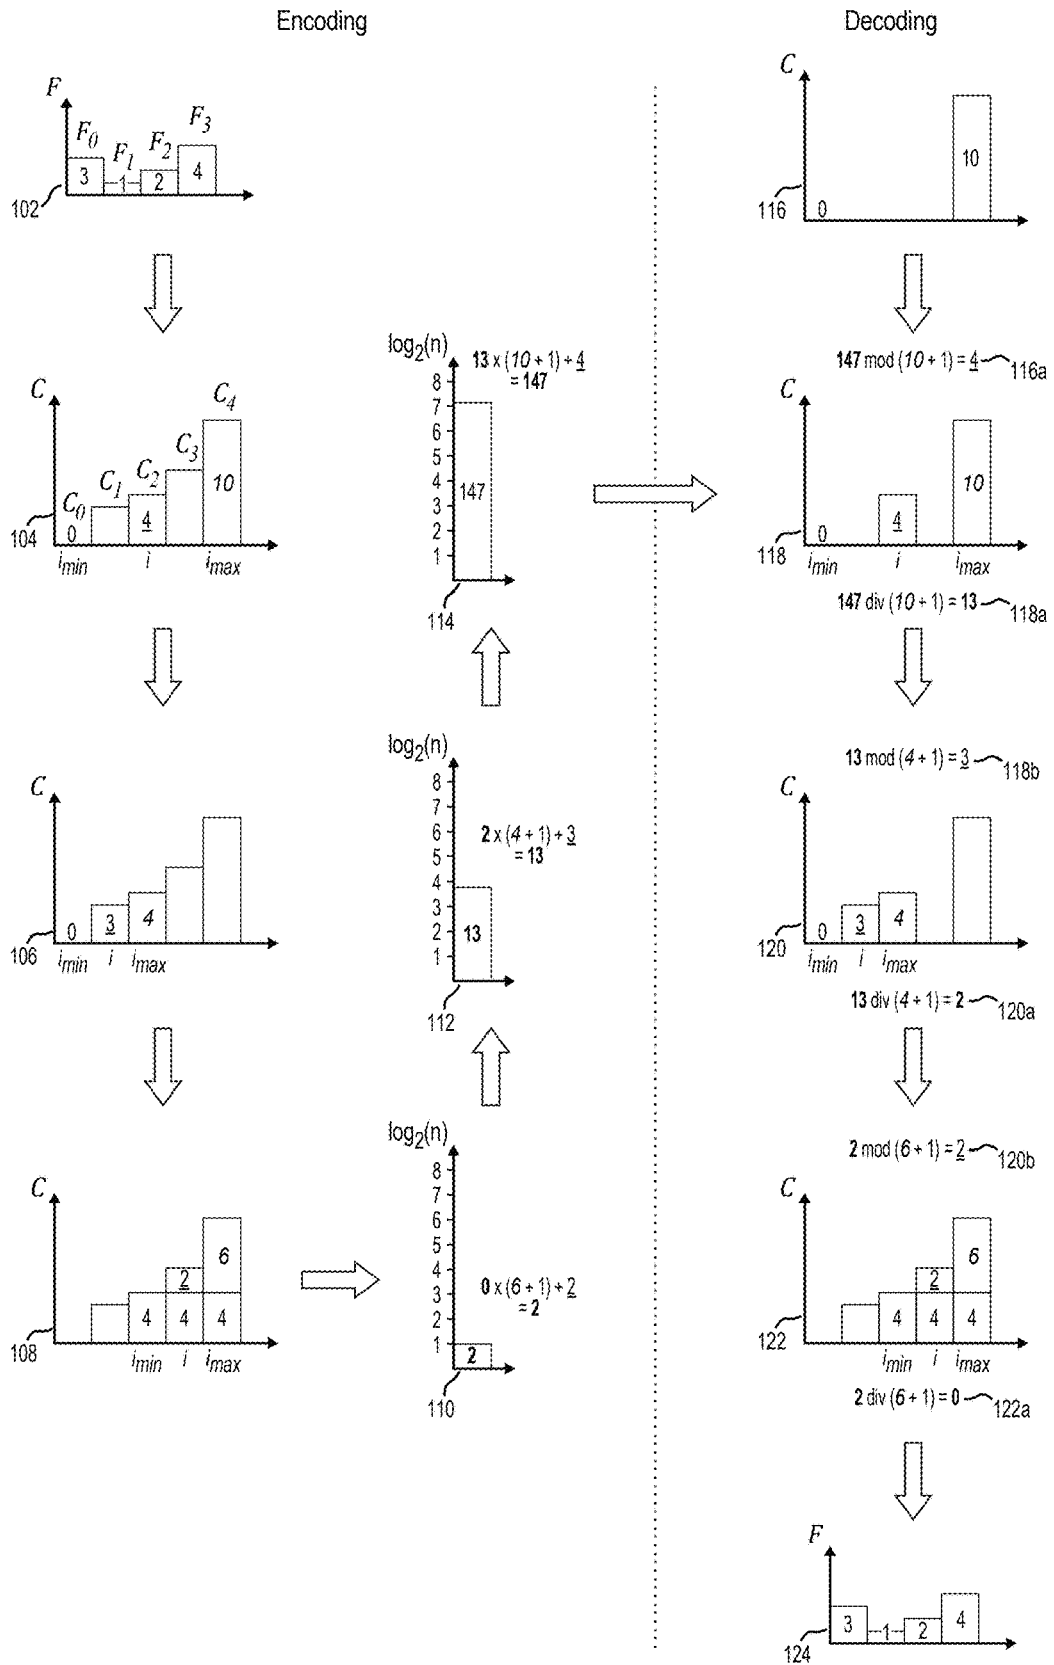 Encoding
Decoding
F
F0
F1
F2
F3
3
1
2
4
102
C
C0
C1
C2
C3
C4
0
4
10
104
imin
i
imax
C
0
3
4
106
imin
i
imax
C
2
6
4
4
4
108
imin
i
imax
log2(n)
13 x (10 + 1) + 4
= 147
8
7
6
5
4
3
2
1
147
114
log2(n)
2 x (4 + 1) + 3
= 13
8
7
6
5
4
3
2
1
13
112
log2(n)
8
7
6
5
4
3
2
1
0 x (6 + 1) + 2
= 2
2
110
C
10
0
116
147 mod (10 + 1) = 4
116a
C
0
4
10
118
imin
i
imax
147 div (10 + 1) = 13
118a
13 mod (4 + 1) = 3
118b
C
0
3
4
120
imin
i
imax
13 div (4 + 1) = 2
120a
2 mod (6 + 1) = 2
120b
C
2
6
4
4
4
122
imin
i
imax
2 div (6 + 1) = 0
122a
F
3
1
2
4
124